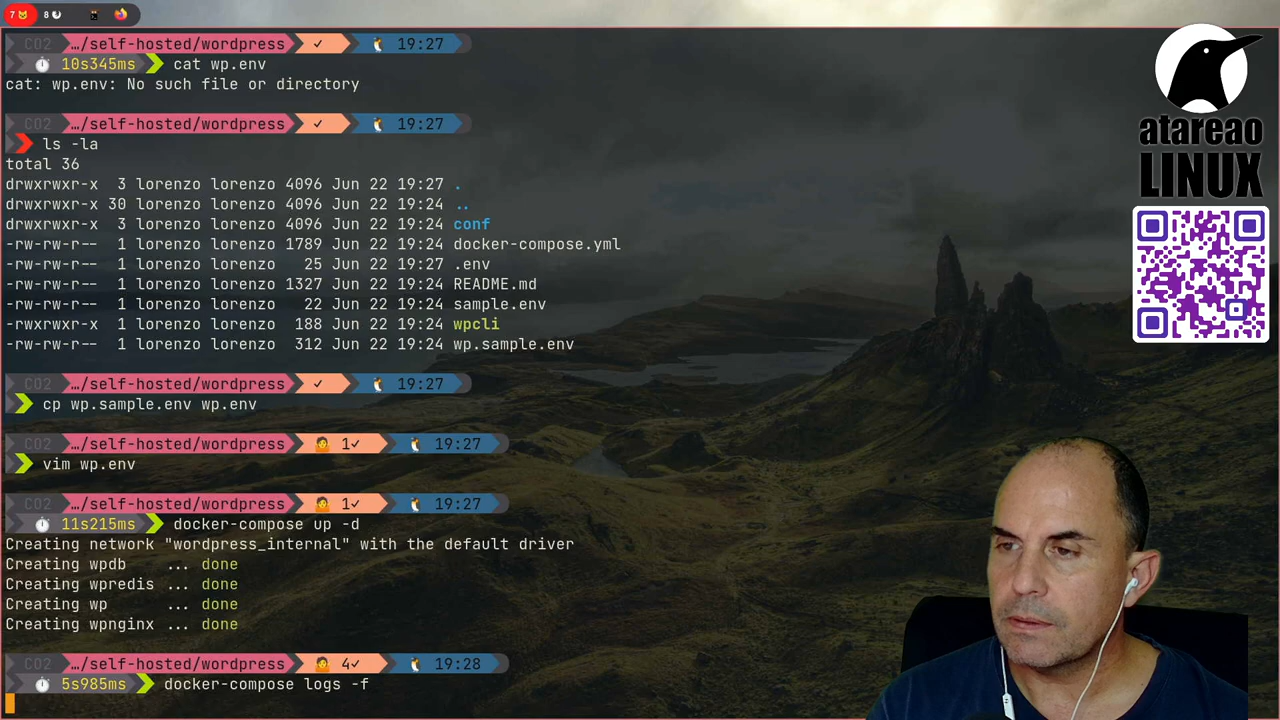 7 8
CO2 …/self-hosted/wordpress ✓ 19:27
10s345ms cat wp.env
cat: wp.env: No such file or directory
CO2 …/self-hosted/wordpress ✓ 19:27
ls -la
total 36
drwxrwxr-x  3 lorenzo lorenzo 4096 Jun 22 19:27 .
drwxrwxr-x 30 lorenzo lorenzo 4096 Jun 22 19:24 ..
drwxrwxr-x  3 lorenzo lorenzo 4096 Jun 22 19:24 conf
-rw-rw-r--  1 lorenzo lorenzo 1789 Jun 22 19:24 docker-compose.yml
-rw-rw-r--  1 lorenzo lorenzo   25 Jun 22 19:27 .env
-rw-rw-r--  1 lorenzo lorenzo 1327 Jun 22 19:24 README.md
-rw-rw-r--  1 lorenzo lorenzo   22 Jun 22 19:24 sample.env
-rwxrwxr-x  1 lorenzo lorenzo  188 Jun 22 19:24 wpcli
-rw-rw-r--  1 lorenzo lorenzo  312 Jun 22 19:24 wp.sample.env
CO2 …/self-hosted/wordpress ✓ 19:27
cp wp.sample.env wp.env
CO2 …/self-hosted/wordpress 1✓ 19:27
vim wp.env
CO2 …/self-hosted/wordpress 1✓ 19:27
11s215ms docker-compose up -d
Creating network "wordpress_internal" with the default driver
Creating wpdb    ... done
Creating wpredis ... done
Creating wp      ... done
Creating wpnginx ... done
CO2 …/self-hosted/wordpress 4✓ 19:28
5s985ms docker-compose logs -f
atareao
LINUX